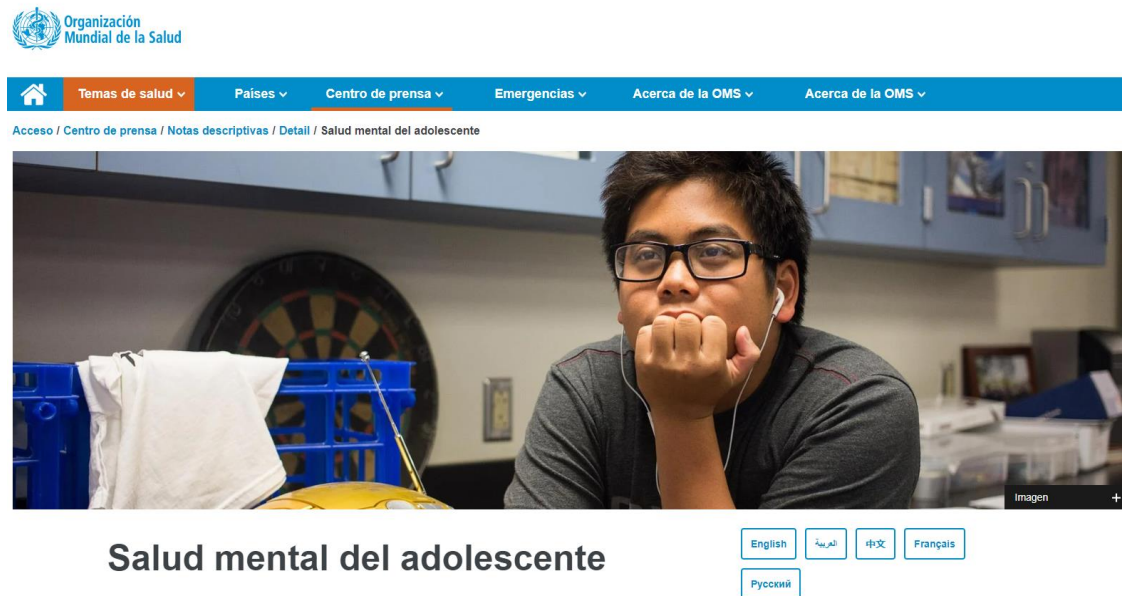 Organización
Mundial de la Salud
Temas de salud Países Centro de prensa Emergencias Acerca de la OMS Acerca de la OMS
Acceso / Centro de prensa / Notas descriptivas / Detail / Salud mental del adolescente
Imagen +
Salud mental del adolescente
English العربية 中文 Français
Русский